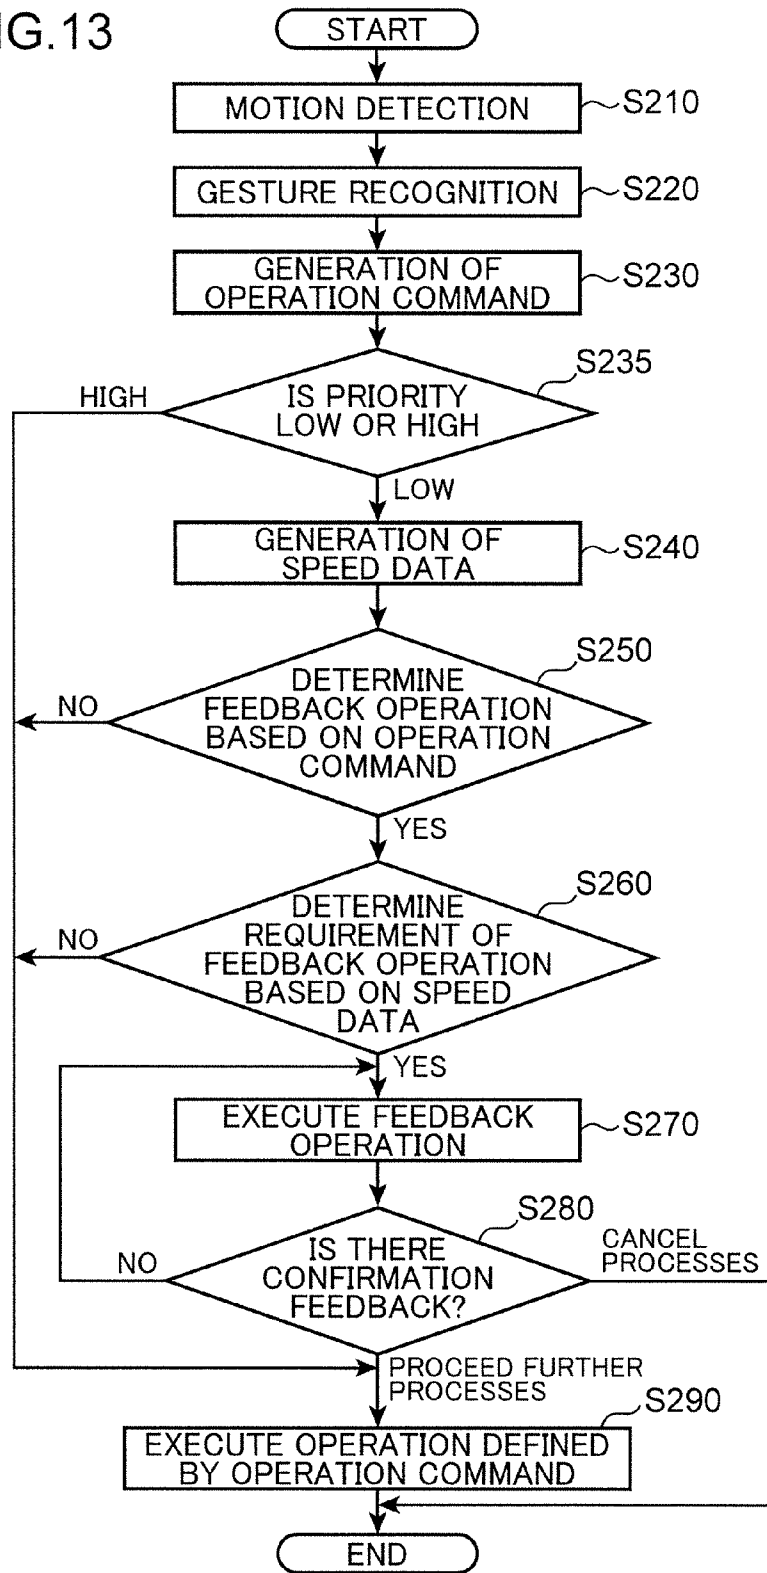 IG.13
START
MOTION DETECTION
S210
GESTURE RECOGNITION
S220
GENERATION OF
OPERATION COMMAND
S230
S235
HIGH
IS PRIORITY
LOW OR HIGH
LOW
GENERATION OF
SPEED DATA
S240
S250
NO
DETERMINE
FEEDBACK OPERATION
BASED ON OPERATION
COMMAND
YES
S260
NO
DETERMINE
REQUIREMENT OF
FEEDBACK OPERATION
BASED ON SPEED
DATA
YES
EXECUTE FEEDBACK
OPERATION
S270
S280
NO
IS THERE
CONFIRMATION
FEEDBACK?
CANCEL
PROCESSES
PROCEED FURTHER
PROCESSES
S290
EXECUTE OPERATION DEFINED
BY OPERATION COMMAND
END